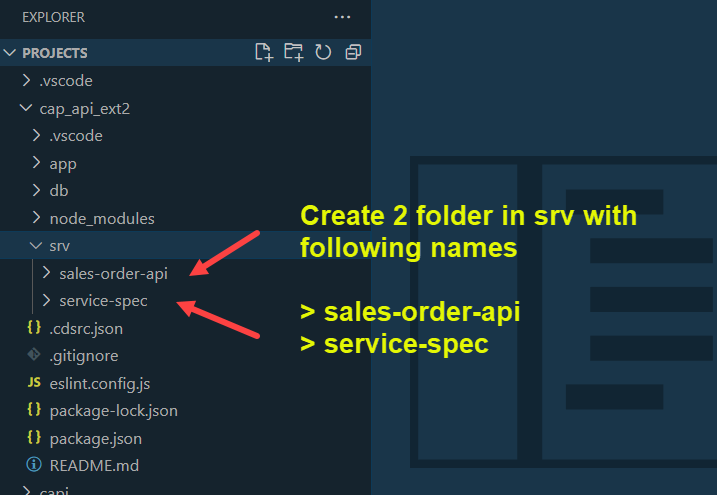 EXPLORER
PROJECTS
.vscode
cap_api_ext2
.vscode
app
db
node_modules
srv
sales-order-api
service-spec
{} .cdsrc.json
.gitignore
JS eslint.config.js
{} package-lock.json
{} package.json
README.md
capi
Create 2 folder in srv with
following names
> sales-order-api
> service-spec